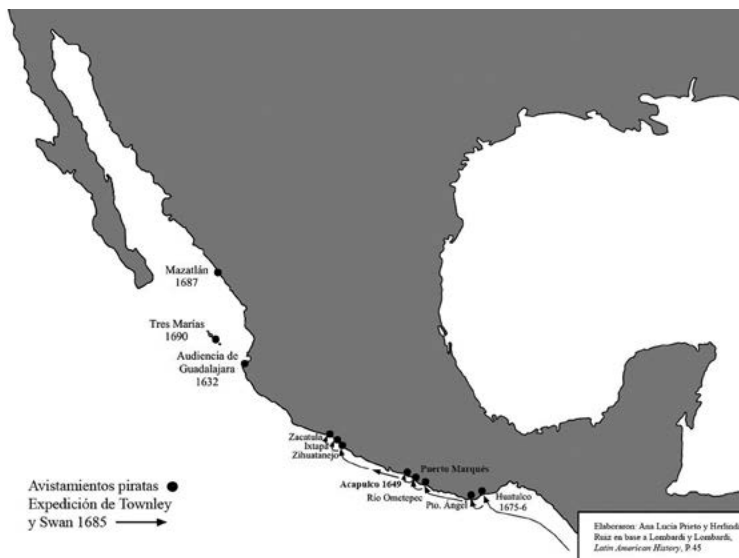 Mazatlán
1687
Tres Marías
1690
Audiencia de
Guadalajara
1632
Zacatula
Ixtapa
Zihuatanejo
Acapulco 1649
Puerto Marqués
Río Ometepec
Pto. Ángel
Huatulco
1675-6
Avistamientos piratas
Expedición de Townley
y Swan 1685
Elaboraron: Ana Lucia Prieto y Herlinda
Ruiz en base a Lombardi y Lombardi,
Latin American History, P.45